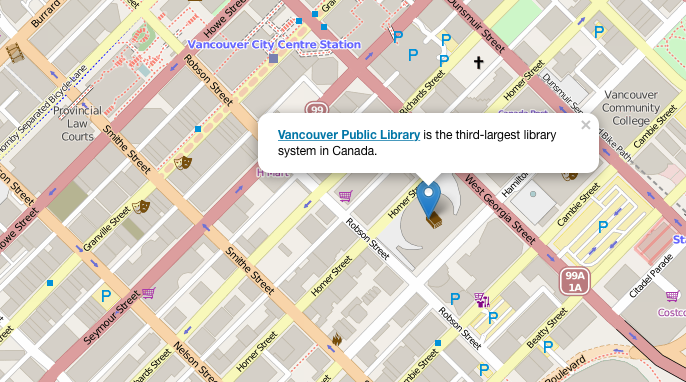 Burrard
Howe Street
Dunsmuir Street
Vancouver City Centre Station
Robson Street
Richards Street
Homer Street
Dunsmuir Street
Vancouver
Community
College
Cambie Street
Provincial
Law
Courts
Hornby Separated Bicycle Lane
99
Smithe Street
Vancouver Public Library is the third-largest library
system in Canada.
×
Bike Path
H Mart
Homer Street
West Georgia Street
Hamilton
Cambie Street
Howe Street
Granville Street
Robson Street
Smithe Street
Homer Street
99A
1A
Citadel Parade
Costco
Seymour Street
Robson Street
Beatty Street
Nelson Street
Homer Street
Boulevard
P
P
P
P
P
P
P
P
P
P
P